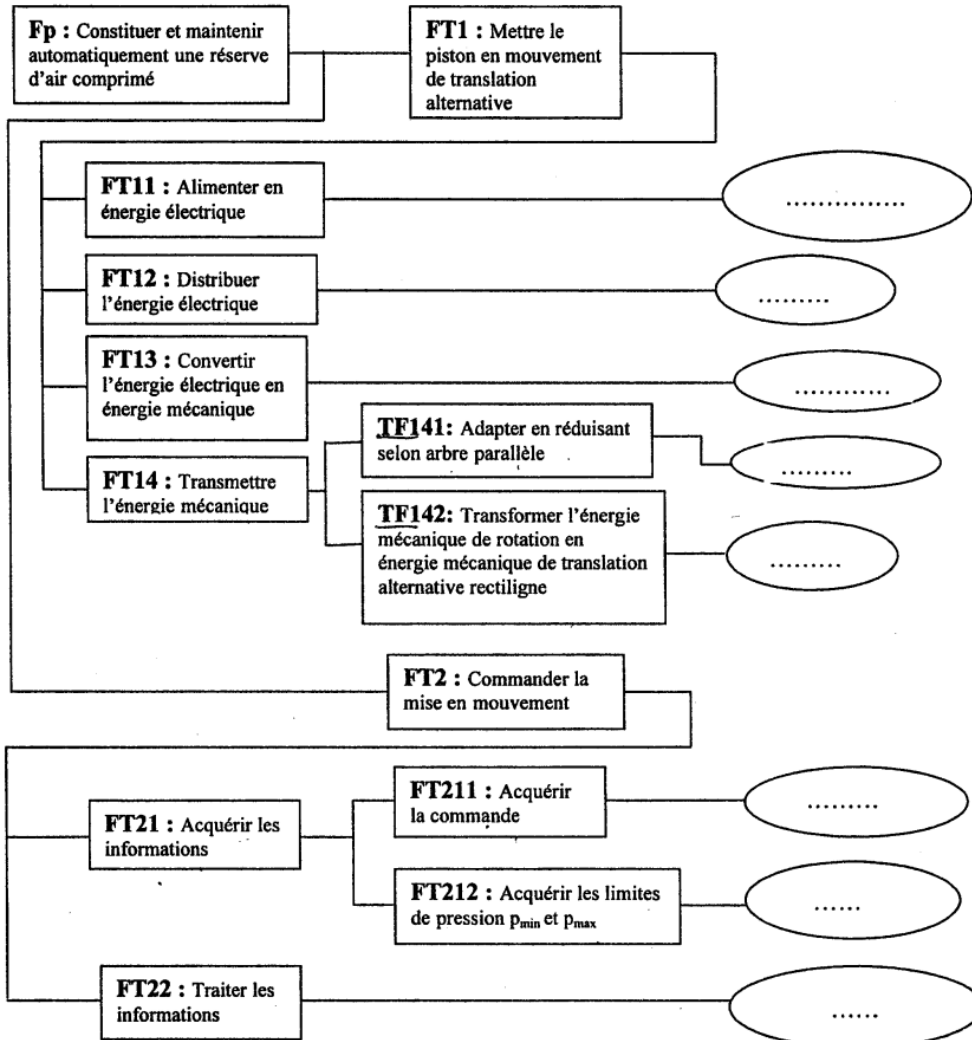 Fp : Constituer et maintenir
automatiquement une réserve
d'air comprimé
FT1 : Mettre le
piston en mouvement
de translation
alternative
FT11 : Alimenter en
énergie électrique
...............
FT12 : Distribuer
l'énergie électrique
.........
FT13 : Convertir
l'énergie électrique en
énergie mécanique
............
FT14 : Transmettre
l'énergie mécanique
TF141: Adapter en réduisant
selon arbre parallèle
.........
TF142: Transformer l'énergie
mécanique de rotation en
énergie mécanique de translation
alternative rectiligne
.........
FT2 : Commander la
mise en mouvement
FT21 : Acquérir les
informations
FT211 : Acquérir
la commande
.........
FT212 : Acquérir les limites
de pression pmin et pmax
......
FT22 : Traiter les
informations
......